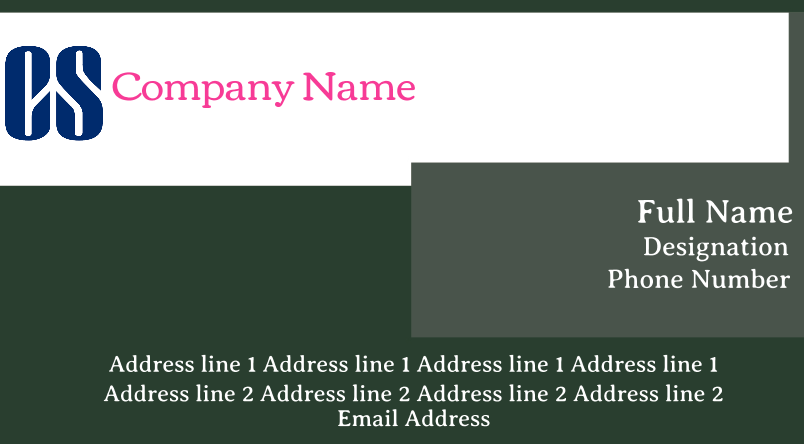 CS
Company Name
Full Name
Designation
Phone Number
Address line 1 Address line 1 Address line 1 Address line 1
Address line 2 Address line 2 Address line 2 Address line 2
Email Address